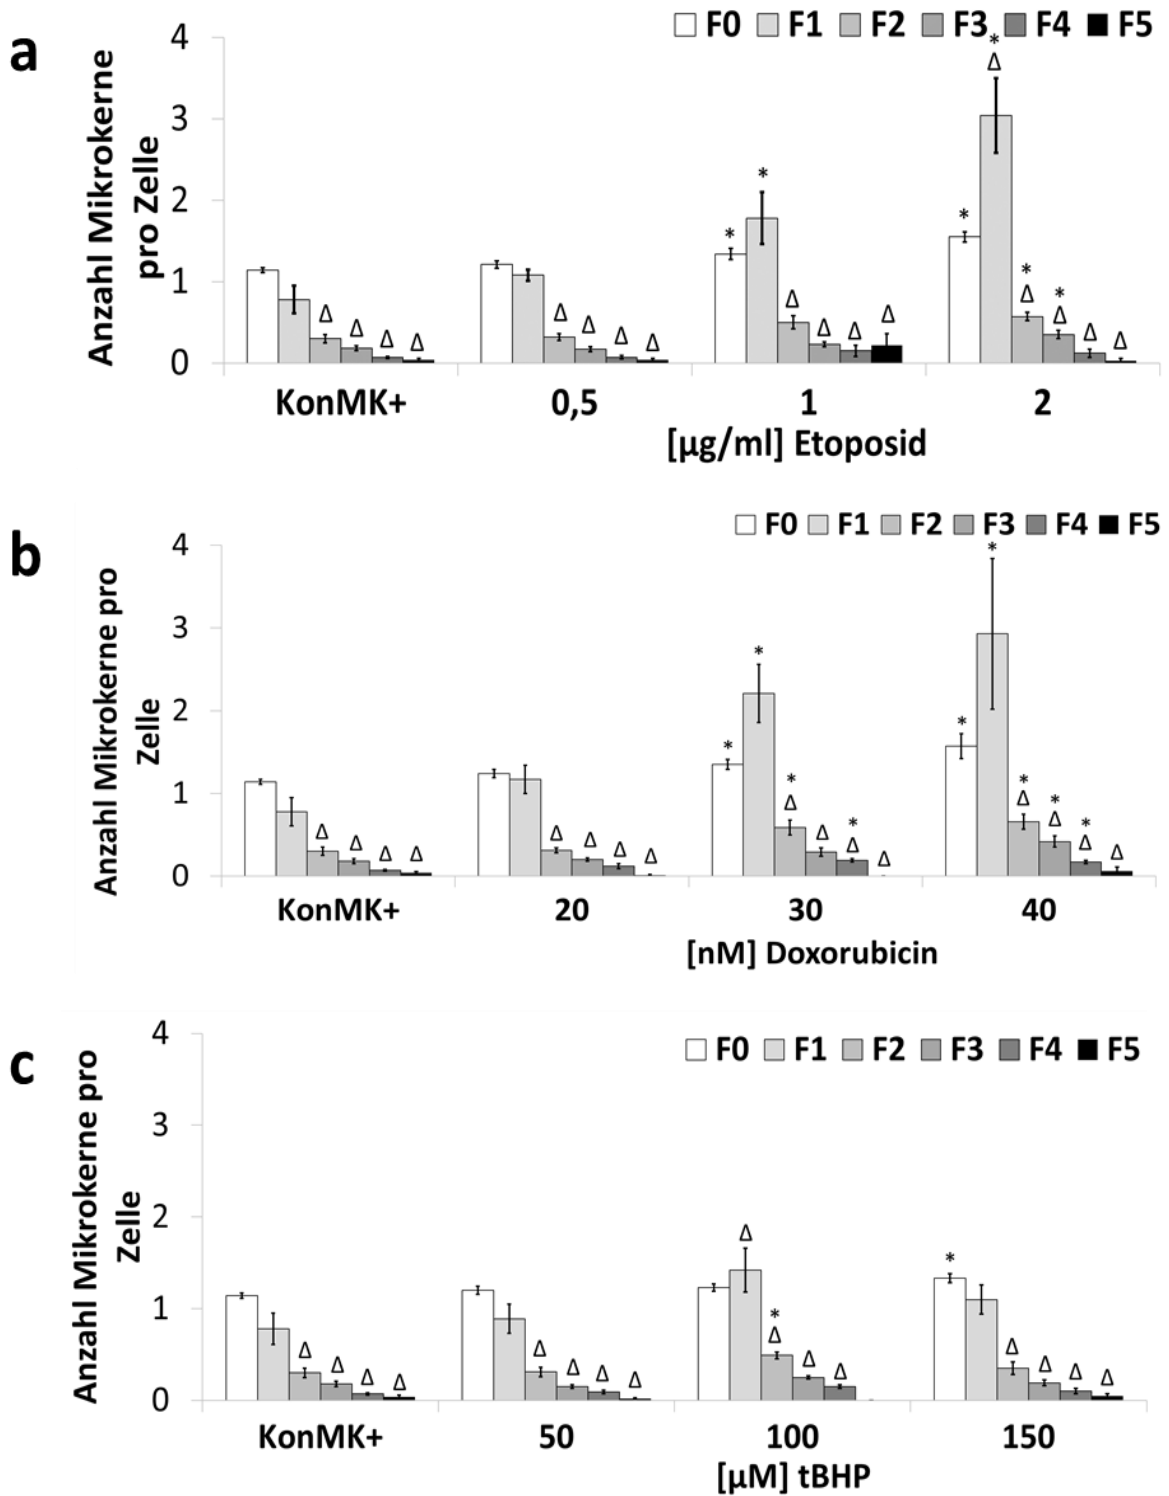 a
F0 F1 F2 F3 F4 F5
Anzahl Mikrokerne
pro Zelle
4
3
2
1
0
* * * * * *
Δ Δ Δ Δ Δ Δ Δ Δ Δ Δ Δ Δ Δ Δ Δ Δ Δ
KonMK+ 0,5 1 2
[µg/ml] Etoposid
b
F0 F1 F2 F3 F4 F5
Anzahl Mikrokerne pro
Zelle
4
3
2
1
0
* * * * * * * * *
Δ Δ Δ Δ Δ Δ Δ Δ Δ Δ Δ Δ Δ Δ Δ Δ
KonMK+ 20 30 40
[nM] Doxorubicin
c
F0 F1 F2 F3 F4 F5
Anzahl Mikrokerne pro
Zelle
4
3
2
1
0
* *
Δ Δ Δ Δ Δ Δ Δ Δ Δ Δ Δ Δ Δ Δ Δ Δ
KonMK+ 50 100 150
[µM] tBHP